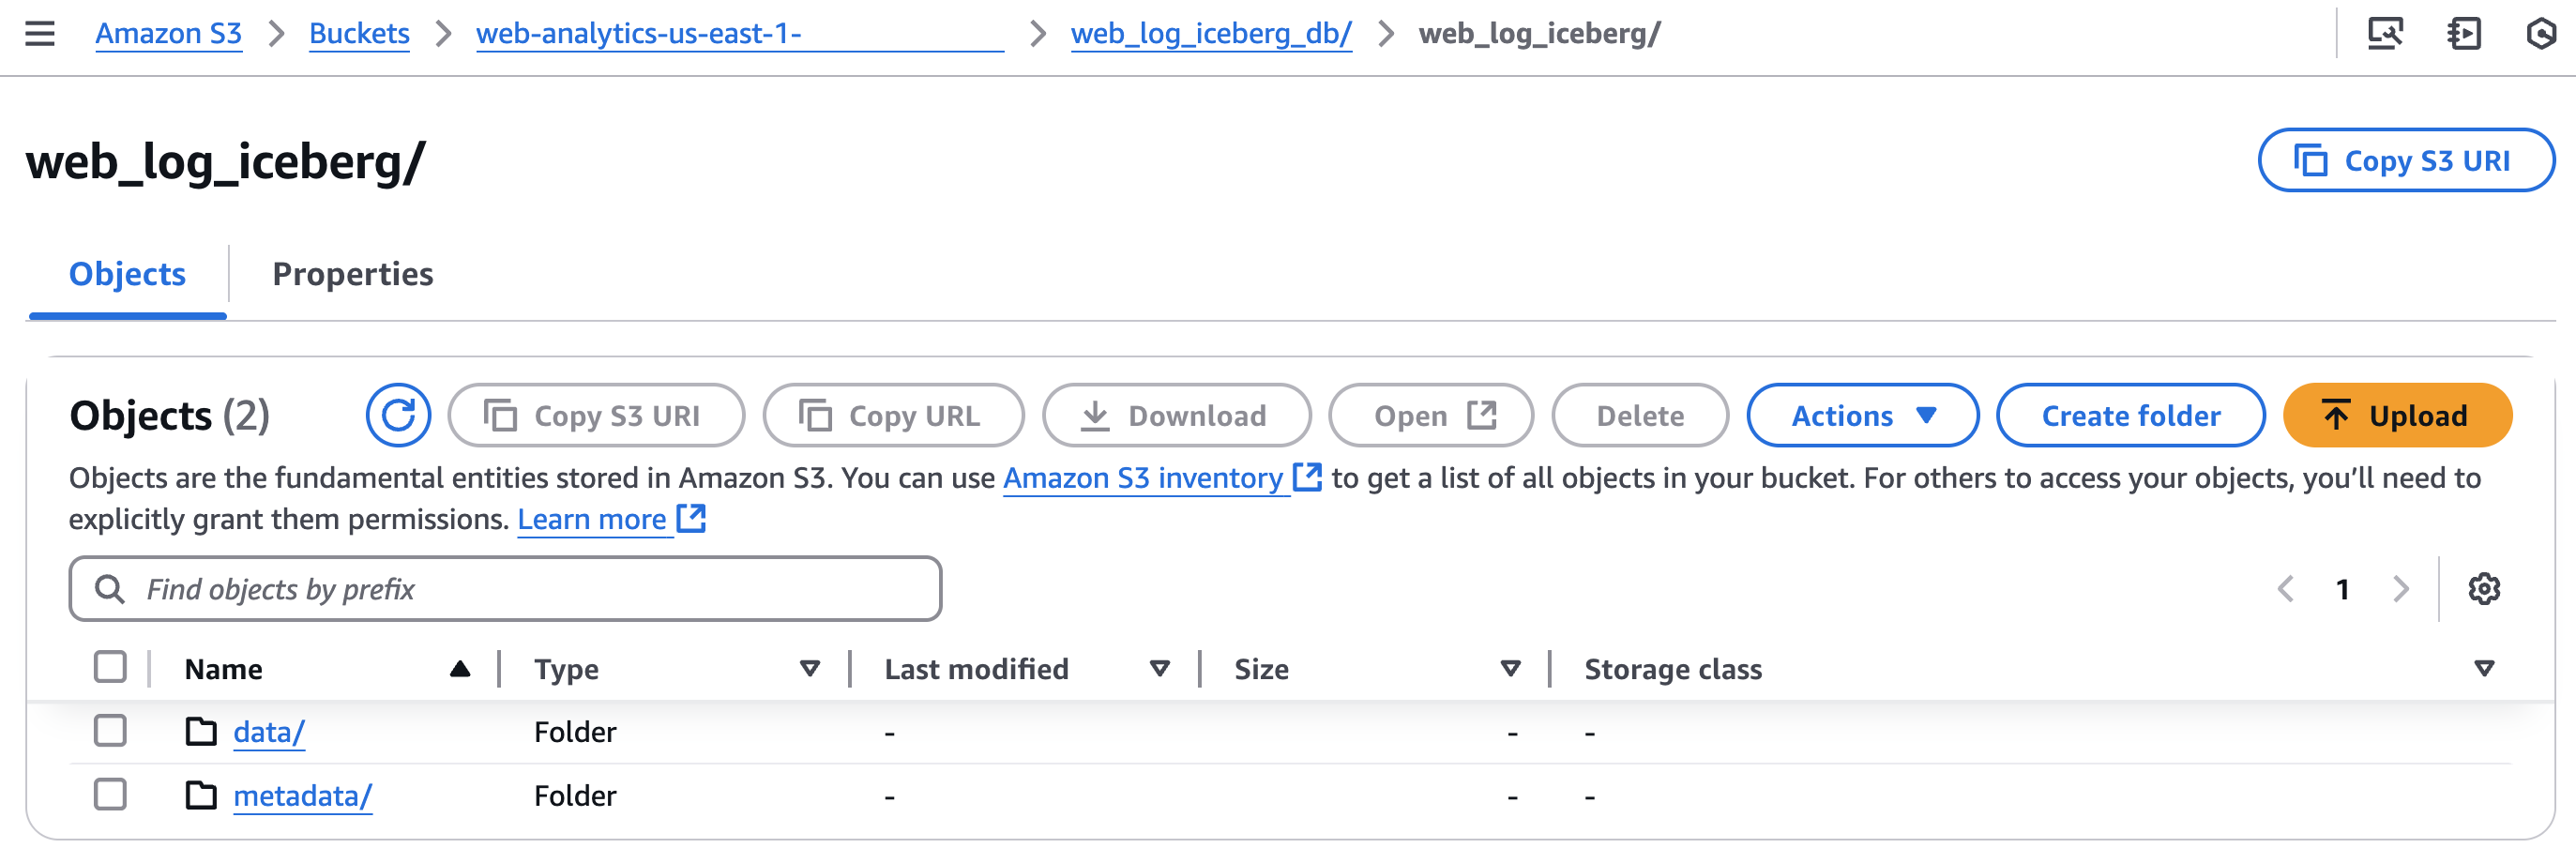 Amazon S3 > Buckets > web-analytics-us-east-1- > web_log_iceberg_db/ > web_log_iceberg/
web_log_iceberg/
Copy S3 URI
Objects
Properties
Objects (2)
Copy S3 URI
Copy URL
Download
Open
Delete
Actions
Create folder
Upload
Objects are the fundamental entities stored in Amazon S3. You can use Amazon S3 inventory to get a list of all objects in your bucket. For others to access your objects, you’ll need to
explicitly grant them permissions. Learn more
Find objects by prefix
1
Name Type Last modified Size Storage class
data/ Folder - - -
metadata/ Folder - - -